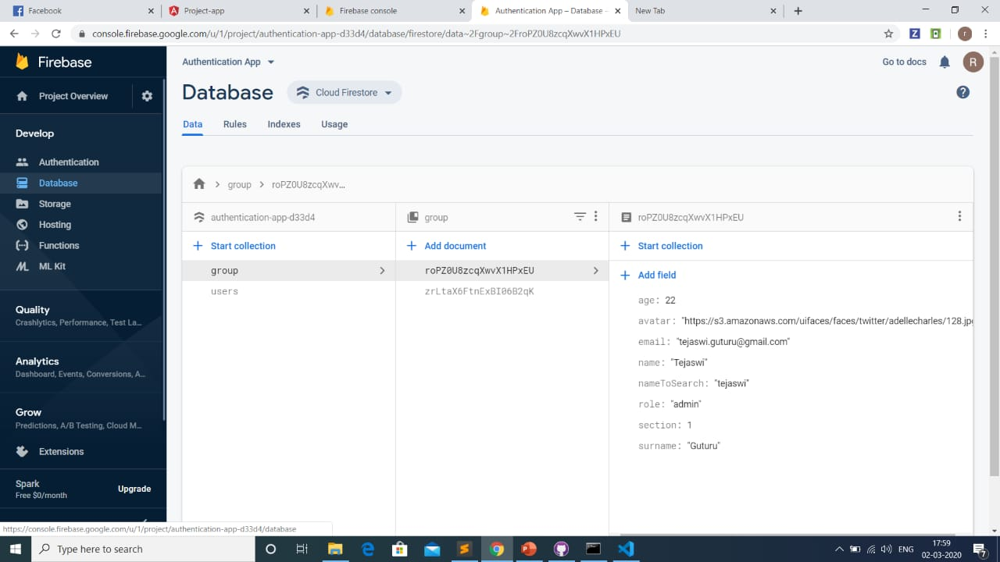 Facebook
Project-app
Firebase console
Authentication App – Database –
New Tab
console.firebase.google.com/u/1/project/authentication-app-d33d4/database/firestore/data~2Fgroup~2FroPZ0U8zcqXwvX1HPxEU
Firebase
Authentication App
Go to docs
R
Project Overview
Database
Cloud Firestore
Develop
Data
Rules
Indexes
Usage
Authentication
Database
Storage
Hosting
Functions
ML Kit
group
roPZ0U8zcqXwv...
authentication-app-d33d4
group
roPZ0U8zcqXwvX1HPxEU
Start collection
Add document
Start collection
group
users
roPZ0U8zcqXwvX1HPxEU
zrLtaX6FtnExBI06B2qK
Add field
age: 22
avatar: "https://s3.amazonaws.com/uifaces/faces/twitter/adellecharles/128.jpg
email: "tejaswi.guturu@gmail.com"
name: "Tejaswi"
nameToSearch: "tejaswi"
role: "admin"
section: 1
surname: "Guturu"
Quality
Crashlytics, Performance, Test La...
Analytics
Dashboard, Events, Conversions, A...
Grow
Predictions, A/B Testing, Cloud M...
Extensions
Spark
Free $0/month
Upgrade
https://console.firebase.google.com/u/1/project/authentication-app-d33d4/database
Type here to search
ENG
17:59
02-03-2020
7